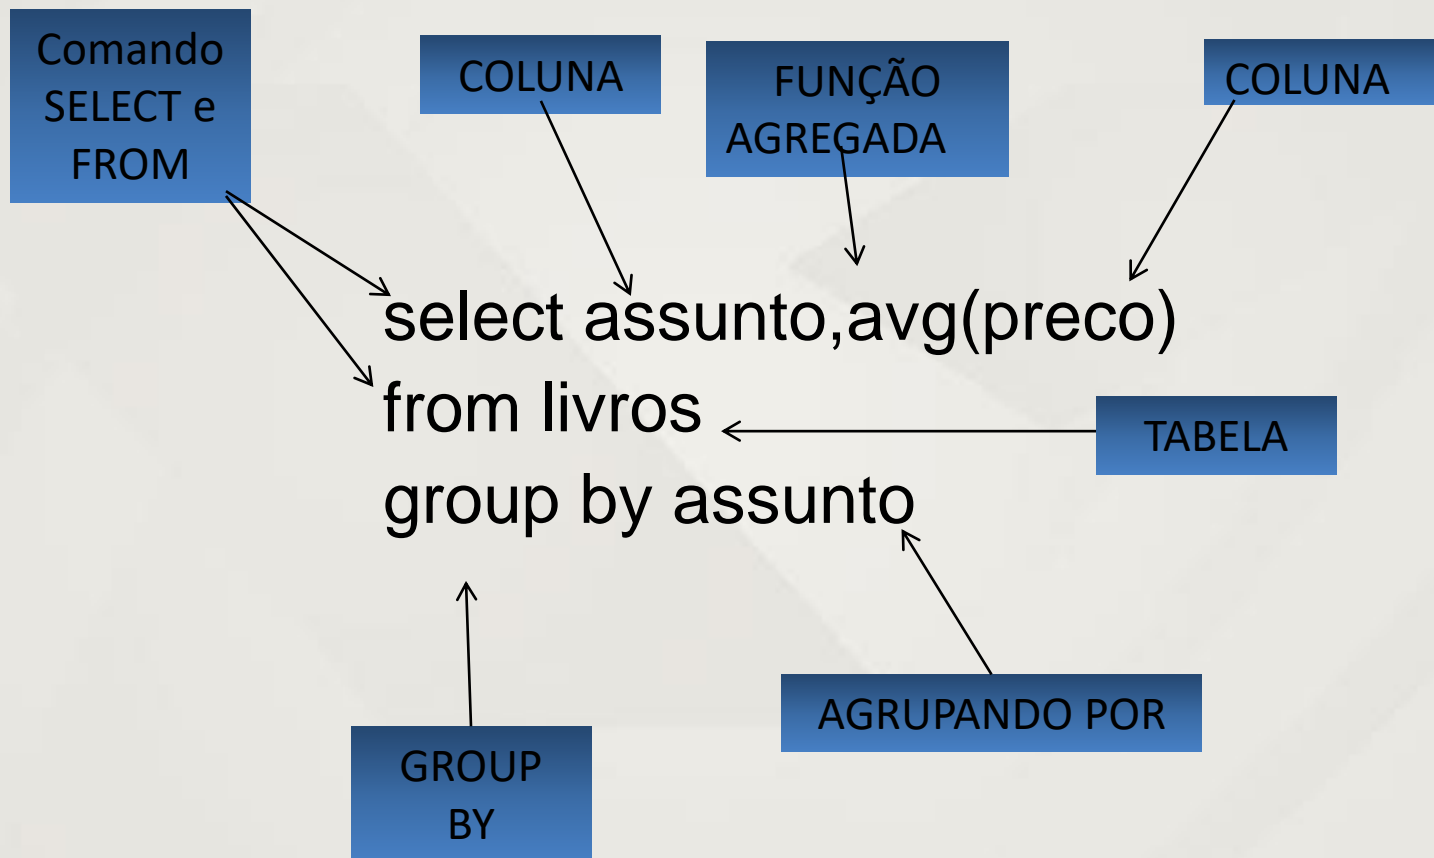 Comando
SELECT e
FROM
COLUNA
FUNÇÃO
AGREGADA
COLUNA
select assunto,avg(preco)
from livros
TABELA
group by assunto
AGRUPANDO POR
GROUP
BY